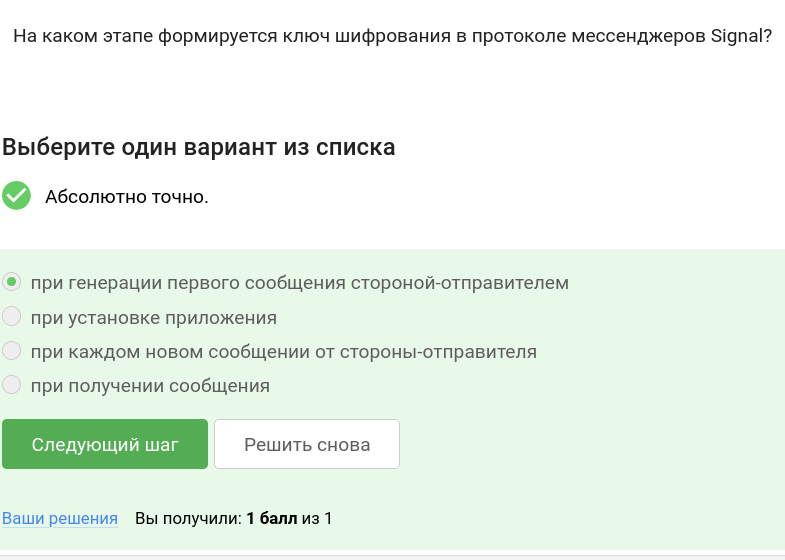 На каком этапе формируется ключ шифрования в протоколе мессенджеров Signal?
Выберите один вариант из списка
Абсолютно точно.
при генерации первого сообщения стороной-отправителем
при установке приложения
при каждом новом сообщении от стороны-отправителя
при получении сообщения
Следующий шаг
Решить снова
Ваши решения Вы получили: 1 балл из 1